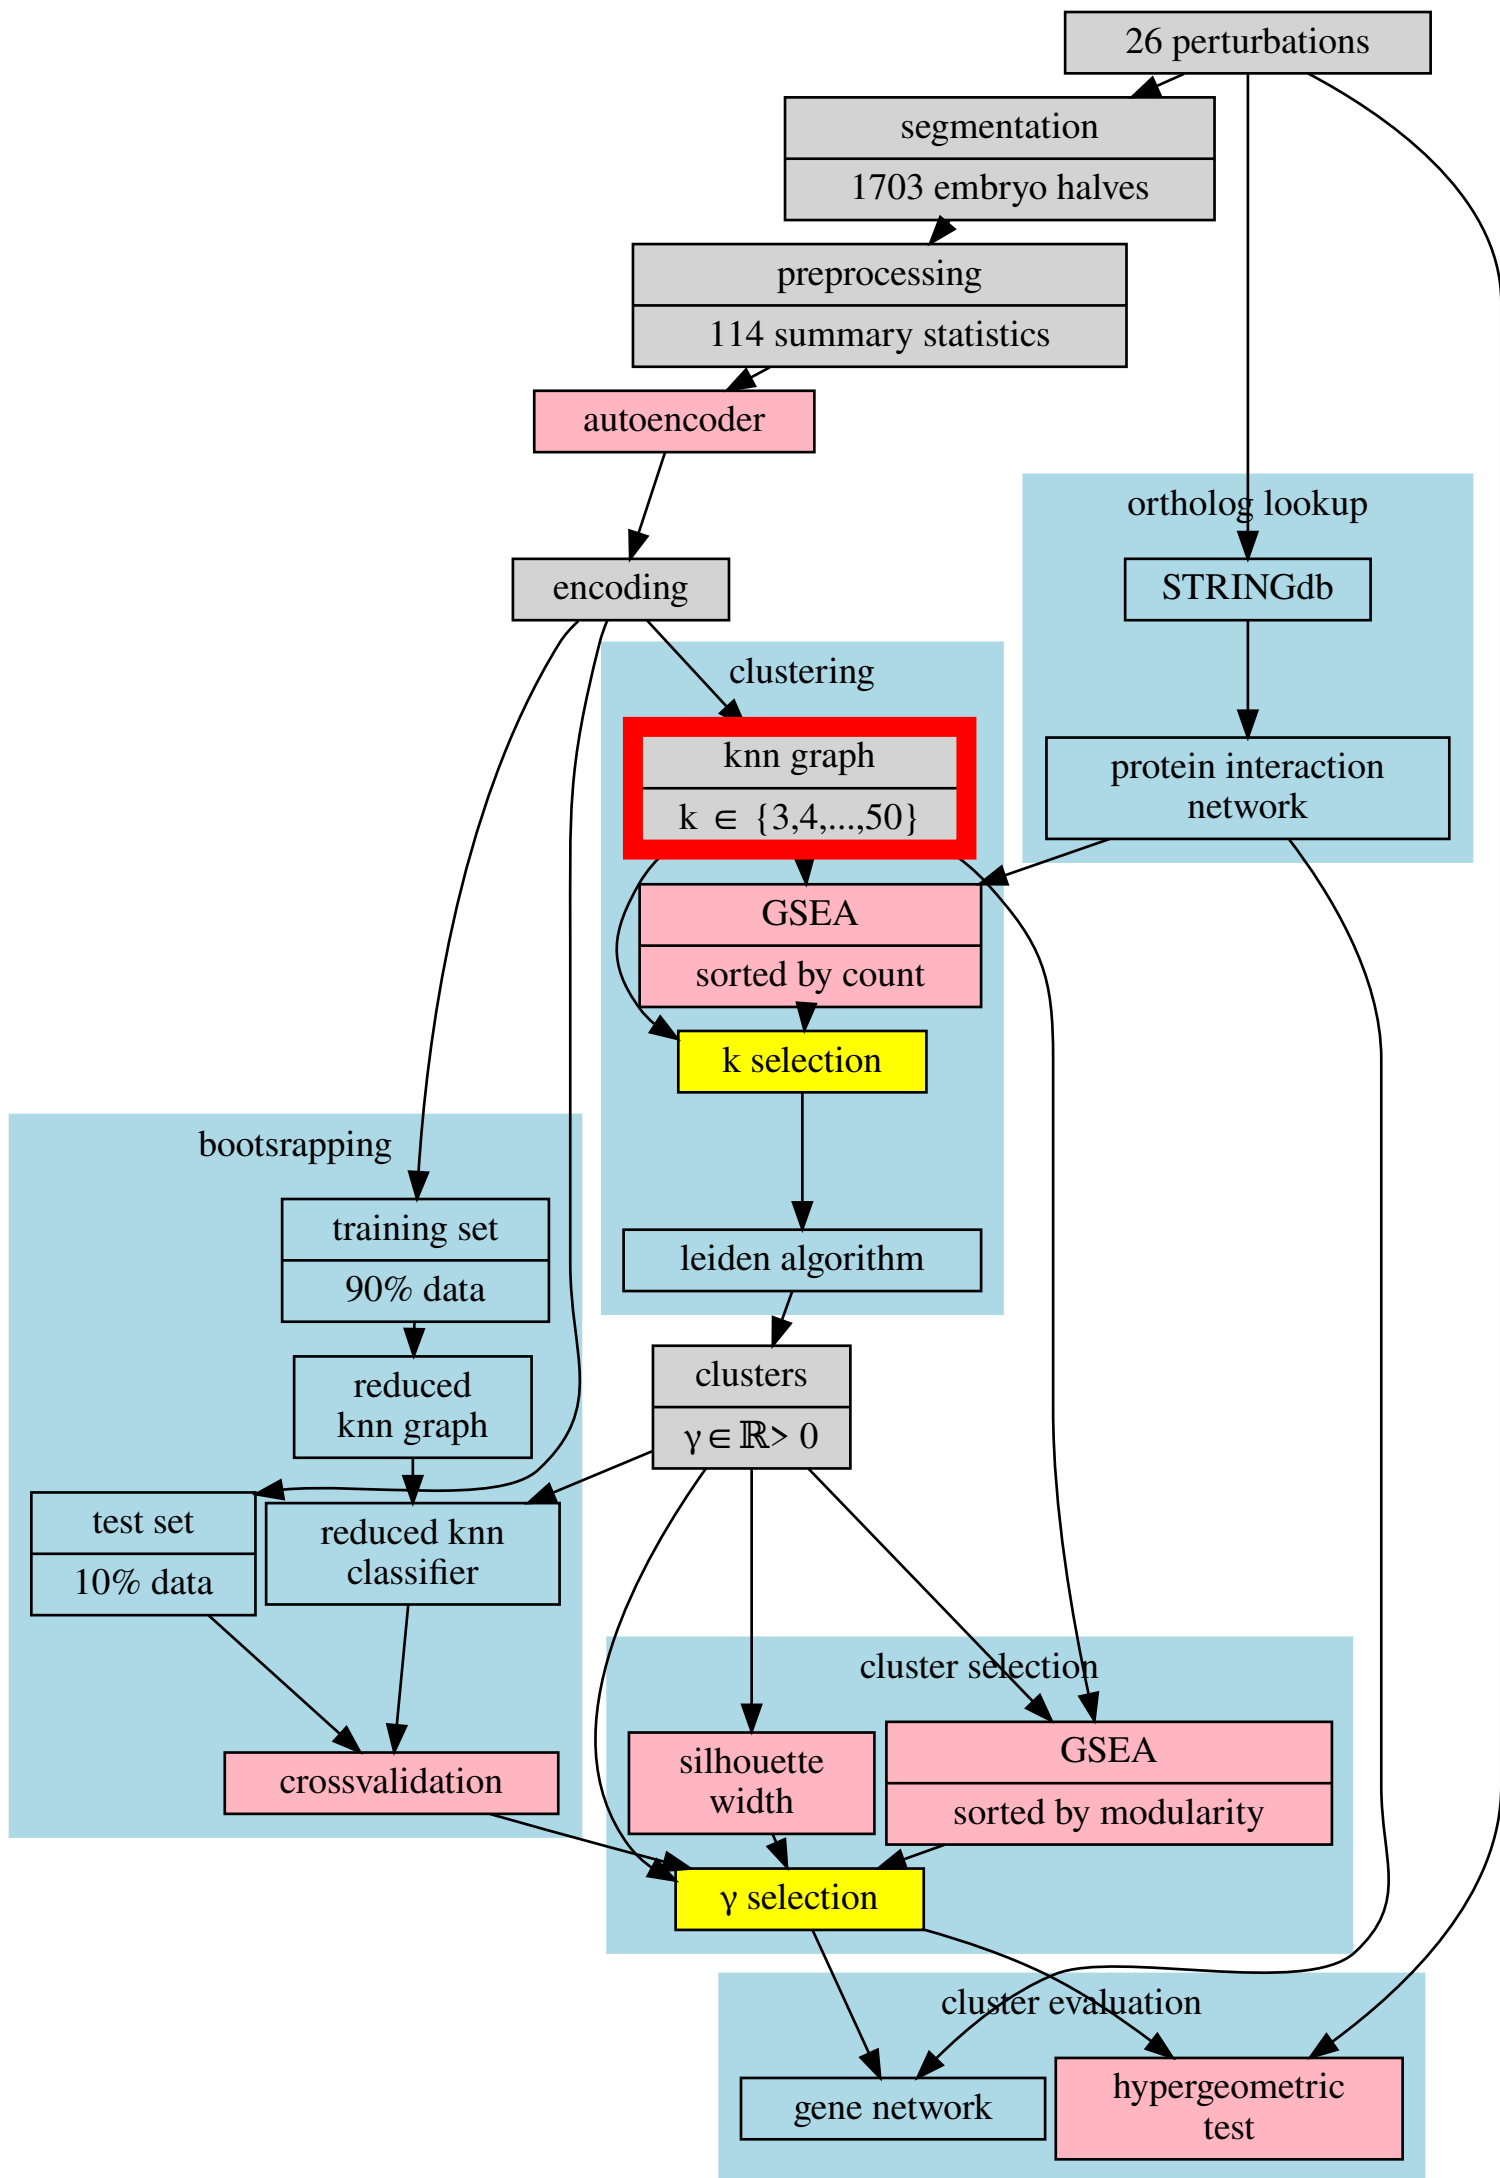 26 perturbations
segmentation
1703 embryo halves
preprocessing
114 summary statistics
autoencoder
ortholog lookup
encoding
STRINGdb
clustering
knn graph
k ∈ {3,4,...,50}
protein interaction
network
GSEA
sorted by count
k selection
bootsrapping
training set
90% data
leiden algorithm
reduced
knn graph
clusters
γ∈ℝ> 0
test set
10% data
reduced knn
classifier
cluster selection
silhouette
width
GSEA
sorted by modularity
crossvalidation
γ selection
cluster evaluation
gene network
hypergeometric
test